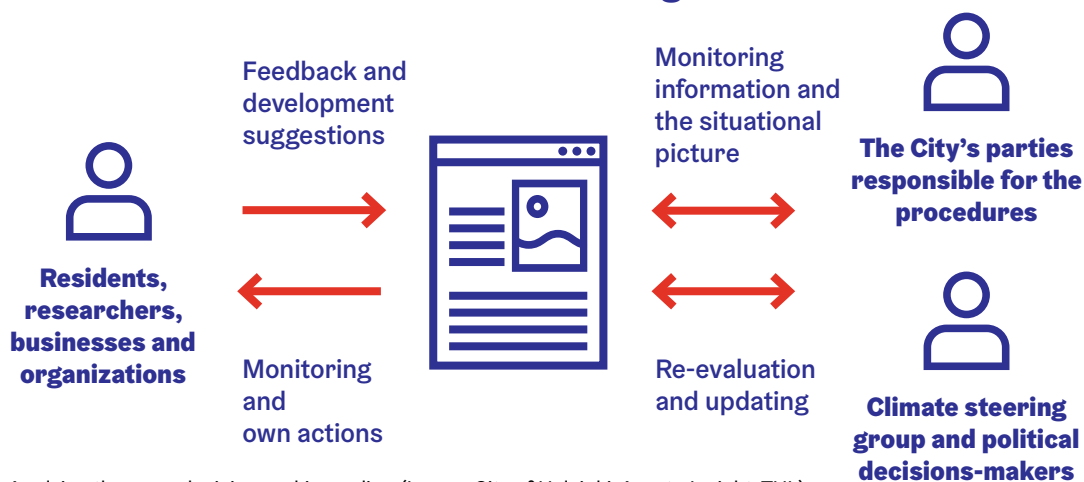 Feedback and
development
suggestions
Monitoring
information and
the situational
picture
The City's parties
responsible for the
procedures
Residents,
researchers,
businesses and
organizations
Monitoring
and
own actions
Re-evaluation
and updating
Climate steering
group and political
decisions-makers